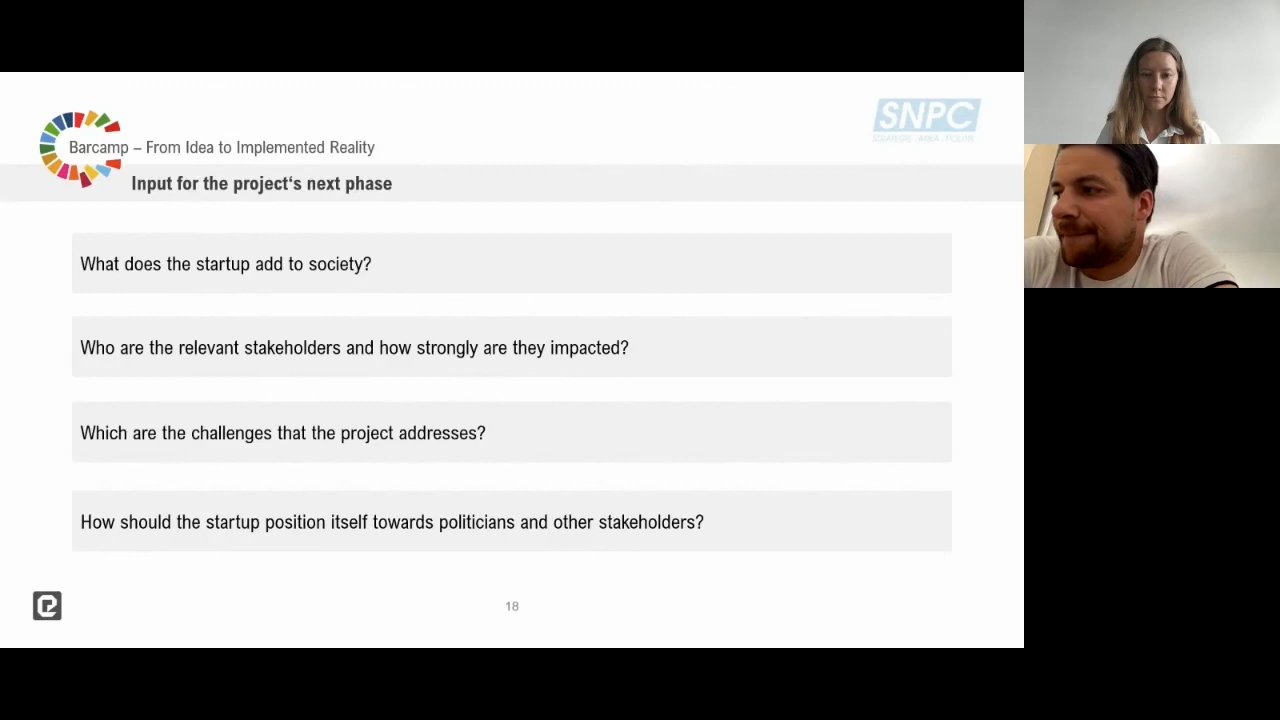 SNPC
Barcamp – From Idea to Implemented Reality
Input for the project‘s next phase
What does the startup add to society?
Who are the relevant stakeholders and how strongly are they impacted?
Which are the challenges that the project addresses?
How should the startup position itself towards politicians and other stakeholders?
18